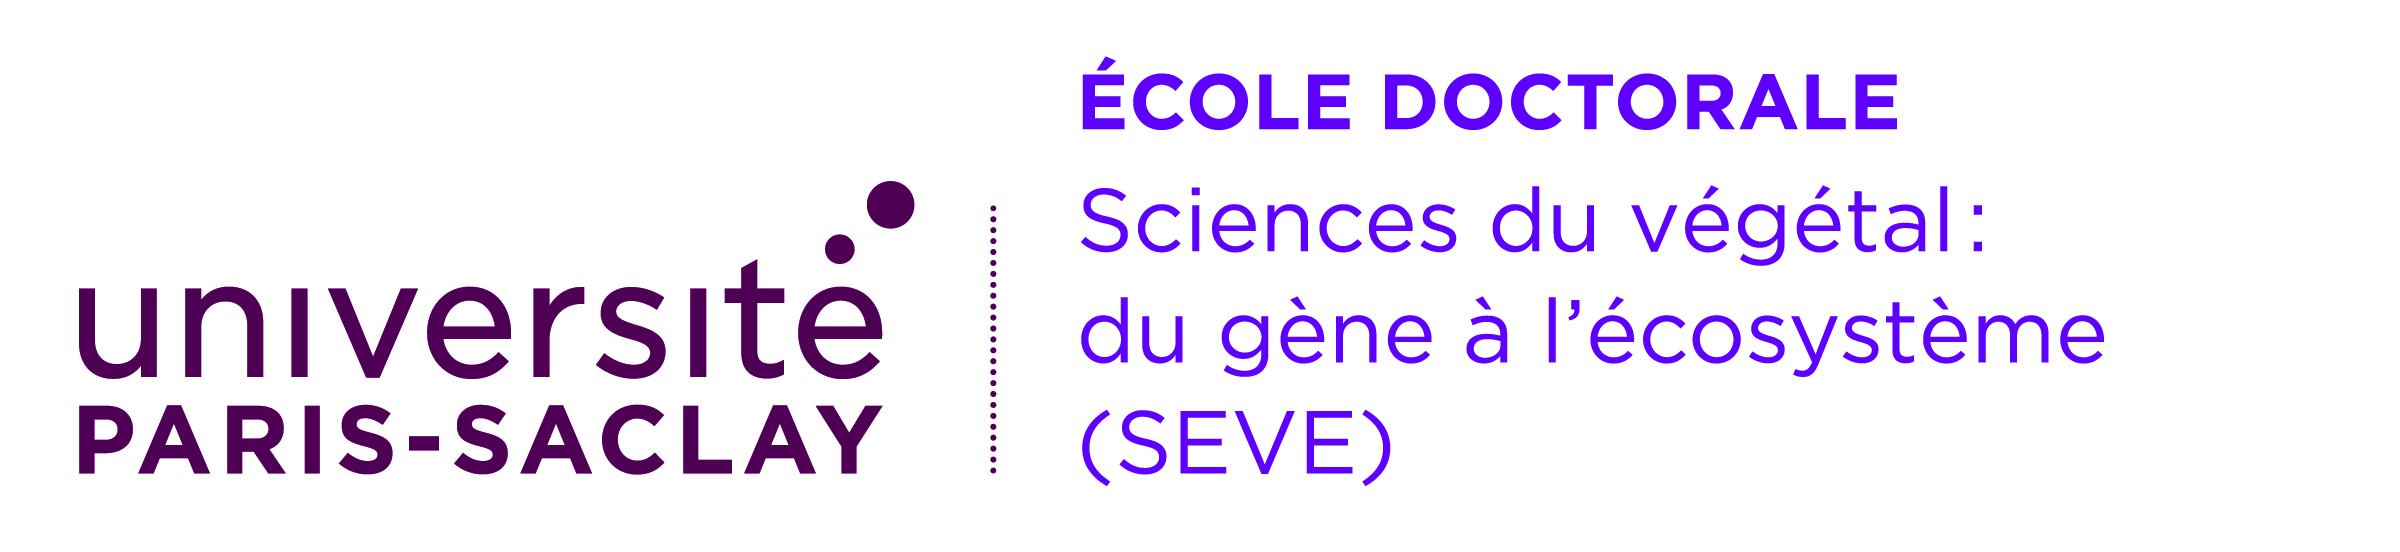 université
PARIS-SACLAY
ÉCOLE DOCTORALE
Sciences du végétal :
du gène à l’écosystème
(SEVE)